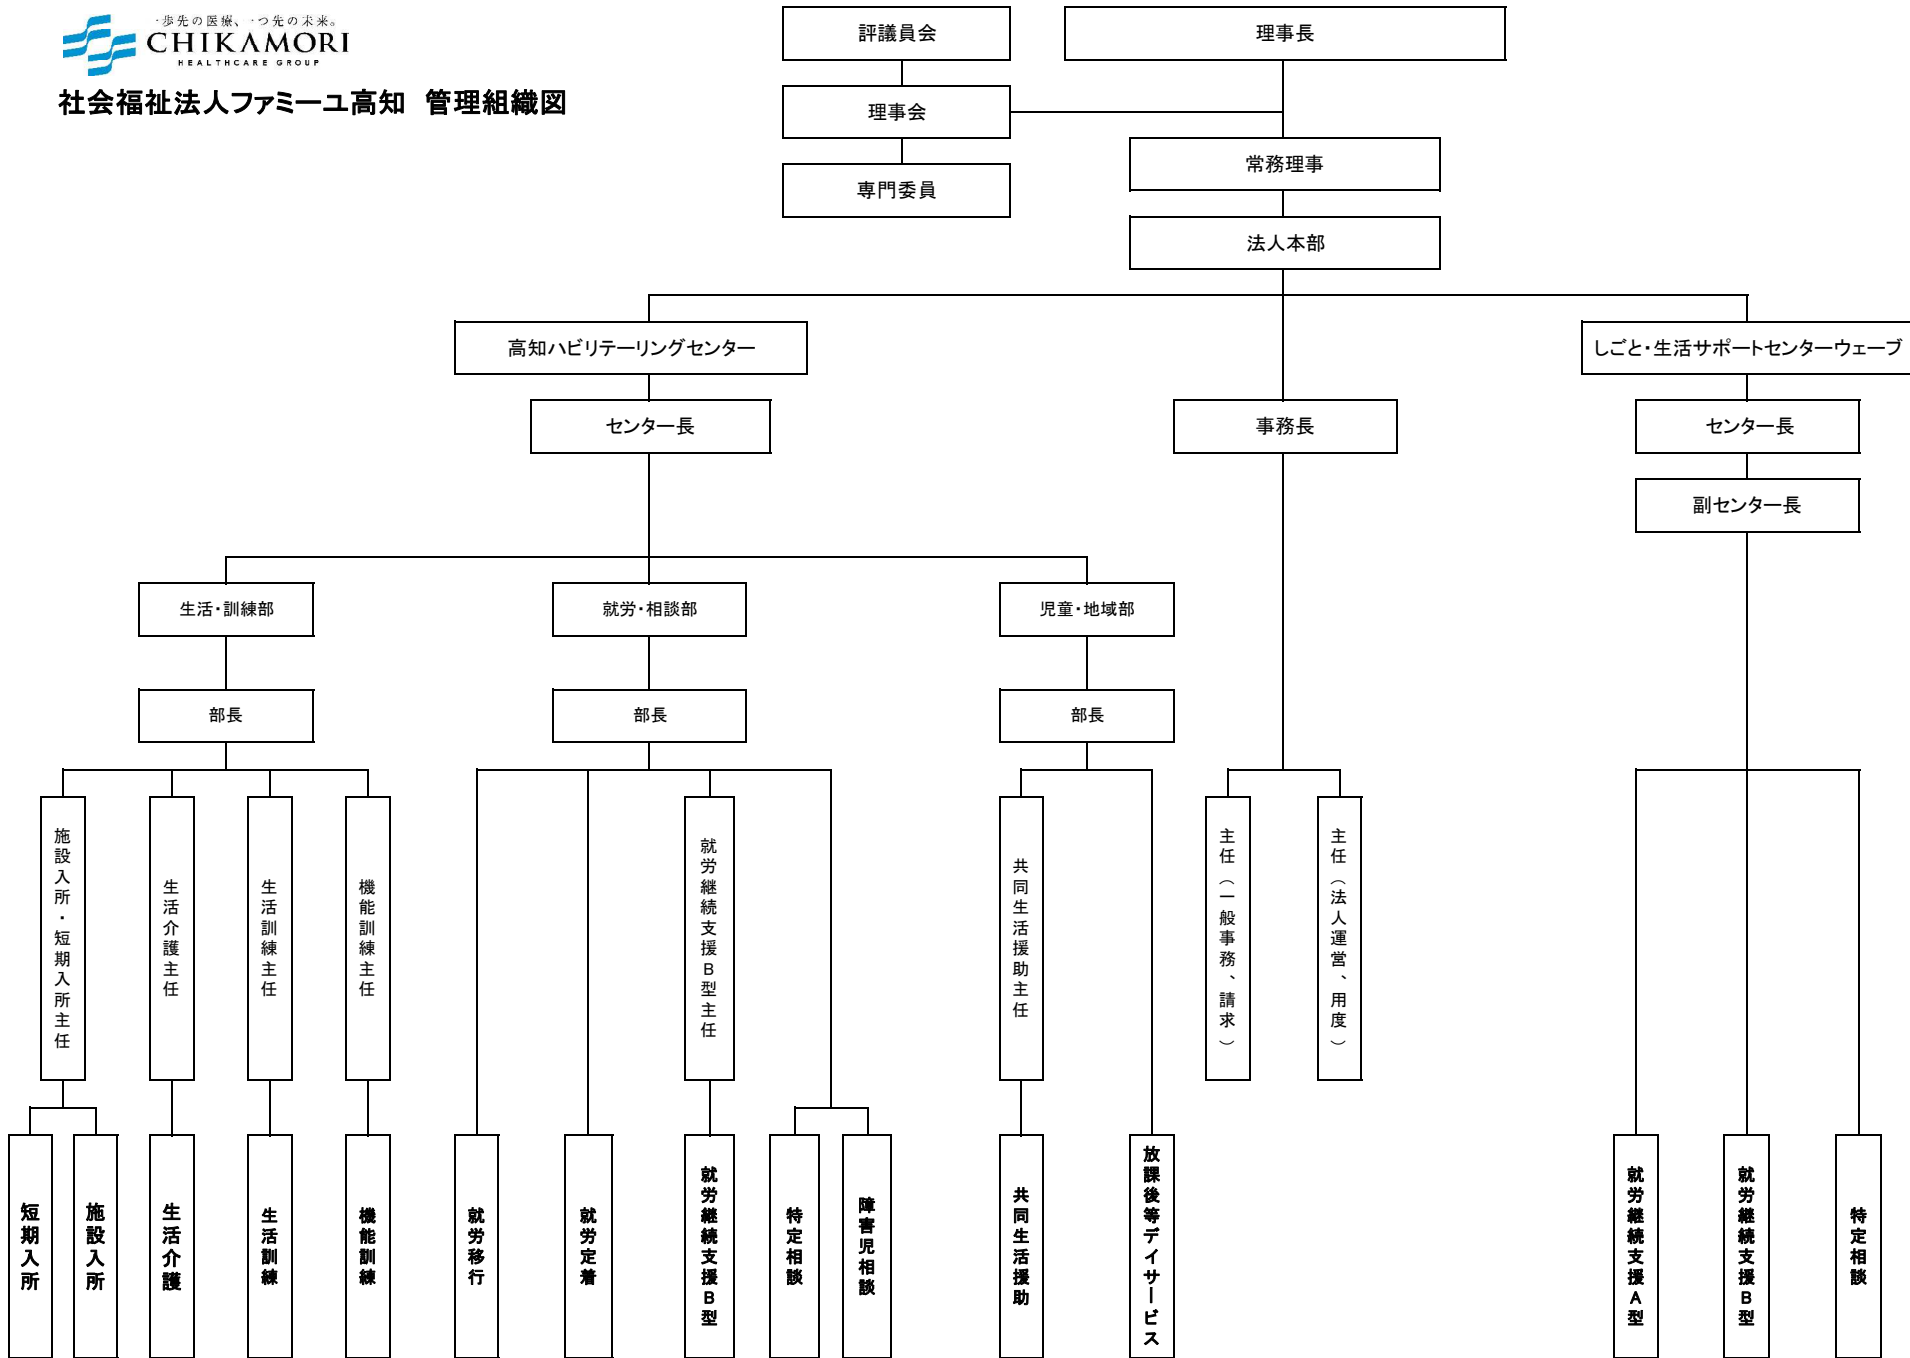 一歩先の医療、一つ先の未来。
CHIKAMORI
HEALTHCARE GROUP
社会福祉法人ファミーユ高知 管理組織図
評議員会
理事長
理事会
常務理事
専門委員
法人本部
高知ハビリテーリングセンター
しごと・生活サポートセンターウェーブ
センター長
事務長
センター長
副センター長
生活・訓練部
就労・相談部
児童・地域部
部長
部長
部長
施設入所・短期入所主任
生活介護主任
生活訓練主任
機能訓練主任
就労継続支援B型主任
共同生活援助主任
主任(一般事務、請求)
主任(法人運営、用度)
短期入所
施設入所
生活介護
生活訓練
機能訓練
就労移行
就労定着
就労継続支援B型
特定相談
障害児相談
共同生活援助
放課後等デイサービス
就労継続支援A型
就労継続支援B型
特定相談